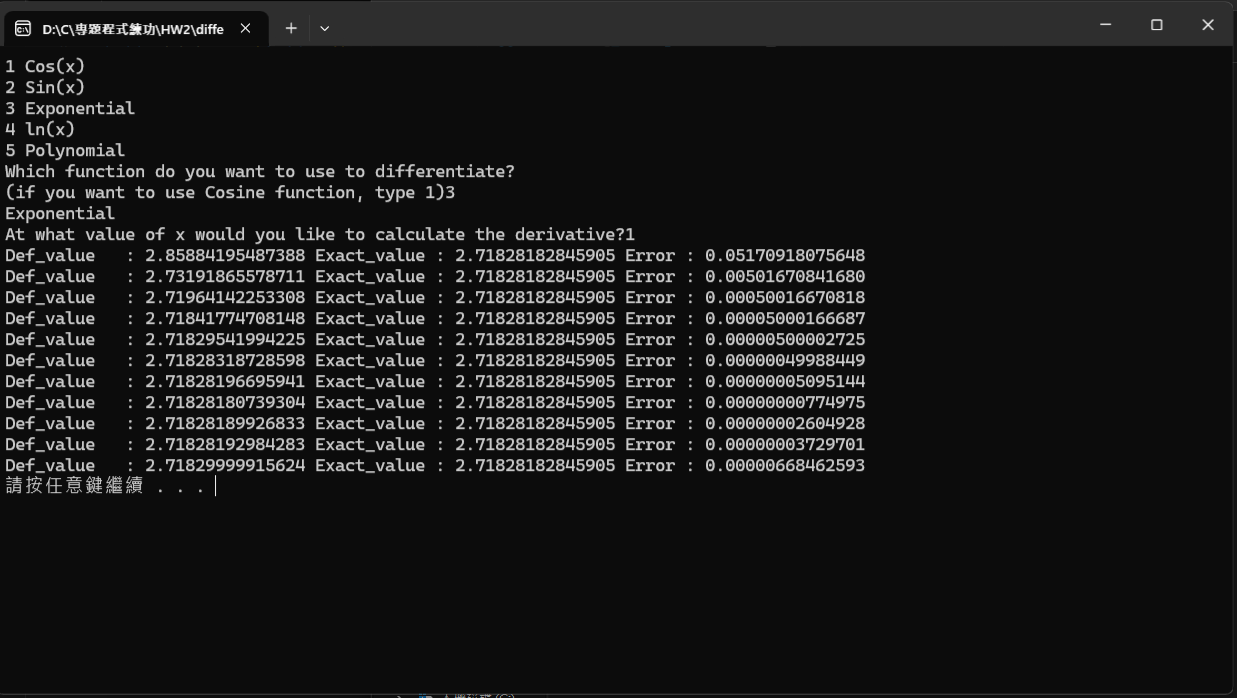 D:\C\專題程式練功\HW2\diffe
1 Cos(x)
2 Sin(x)
3 Exponential
4 ln(x)
5 Polynomial
Which function do you want to use to differentiate?
(if you want to use Cosine function, type 1)3
Exponential
At what value of x would you like to calculate the derivative?1
Def_value   : 2.85884195487388 Exact_value : 2.71828182845905 Error : 0.05170918075648
Def_value   : 2.73191865578711 Exact_value : 2.71828182845905 Error : 0.00501670841680
Def_value   : 2.71964142253308 Exact_value : 2.71828182845905 Error : 0.00050016670818
Def_value   : 2.71841774708148 Exact_value : 2.71828182845905 Error : 0.00005000166687
Def_value   : 2.71829541994225 Exact_value : 2.71828182845905 Error : 0.00000500002725
Def_value   : 2.71828318728598 Exact_value : 2.71828182845905 Error : 0.00000049988449
Def_value   : 2.71828196695941 Exact_value : 2.71828182845905 Error : 0.00000005095144
Def_value   : 2.71828180739304 Exact_value : 2.71828182845905 Error : 0.00000000774975
Def_value   : 2.71828189926833 Exact_value : 2.71828182845905 Error : 0.00000002604928
Def_value   : 2.71828192984283 Exact_value : 2.71828182845905 Error : 0.00000003729701
Def_value   : 2.71829999915624 Exact_value : 2.71828182845905 Error : 0.00000668462593
請按任意鍵繼續 . . .